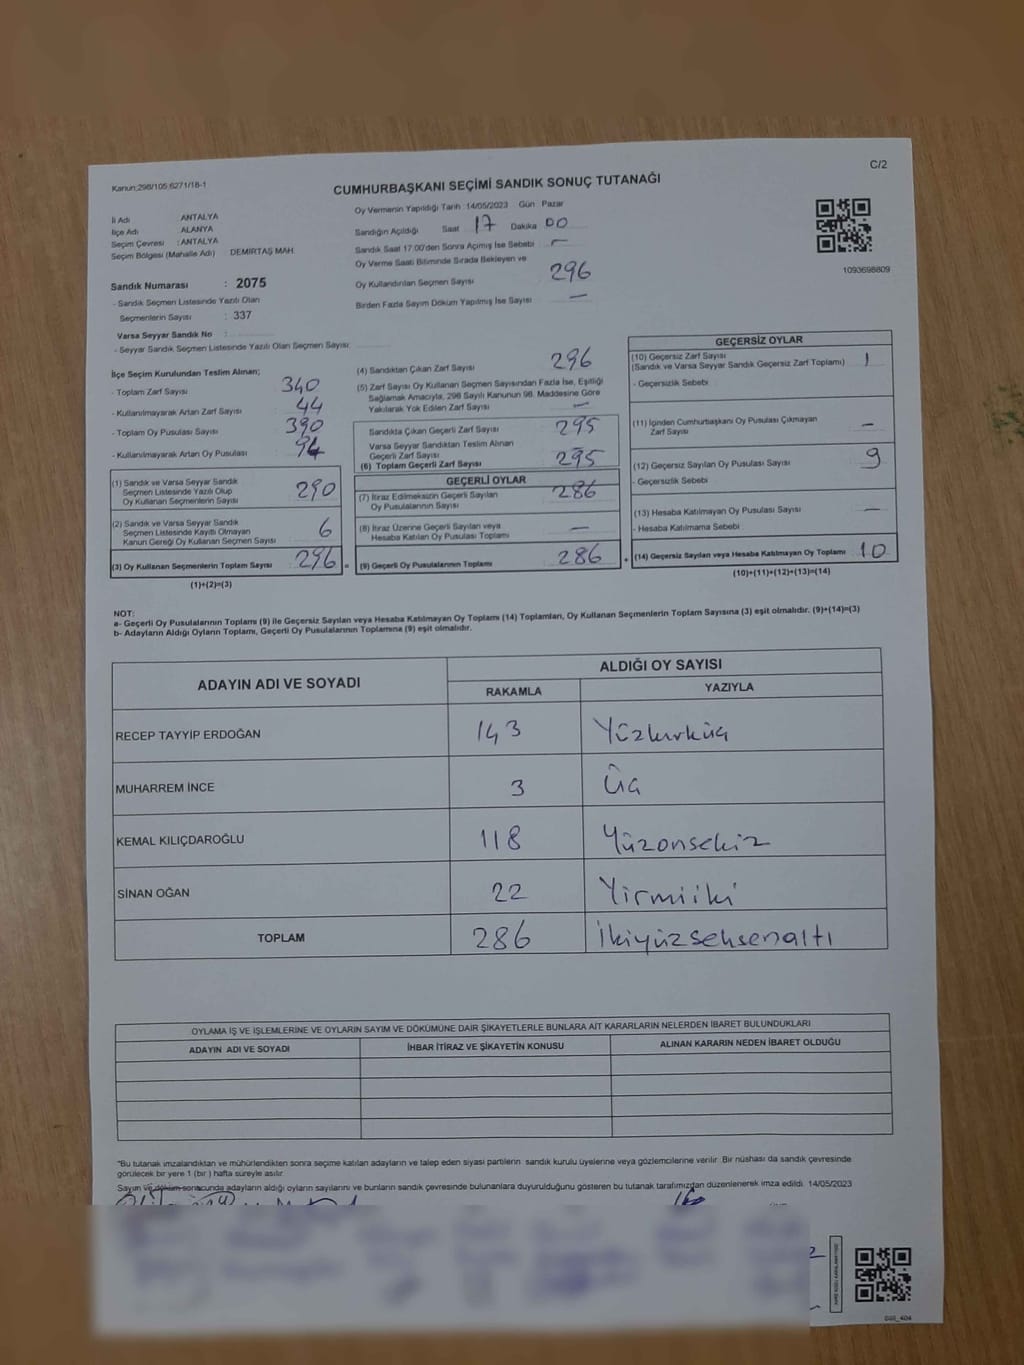 C/2
Kanun:298/105;6271/18-1
CUMHURBAŞKANI SEÇİMİ SANDIK SONUÇ TUTANAĞI
İli Adı ANTALYA
İlçe Adı ALANYA
Seçim Çevresi : ANTALYA
Seçim Bölgesi (Mahalle Adı) DEMİRTAŞ MAH.
Sandık Numarası : 2075
- Sandık Seçmen Listesinde Yazılı Olan
Seçmenlerin Sayısı : 337
Varsa Seyyar Sandık No :
- Seyyar Sandık Seçmen Listesinde Yazılı Olan Seçmen Sayısı:
Oy Vermenin Yapıldığı Tarih :14/05/2023 Gün : Pazar
Sandığın Açıldığı Saat 17 Dakika 00
Sandık Saat 17:00'den Sonra Açımış İse Sebebi –
Oy Verme Saati Bitiminde Sırada Bekleyen ve
Oy Kullandırılan Seçmen Sayısı 296
Birden Fazla Sayım Döküm Yapılmış İse Sayısı –
1093698809
İlçe Seçim Kurulundan Teslim Alınan;
- Toplam Zarf Sayısı 340
- Kullanılmayarak Artan Zarf Sayısı 44
- Toplam Oy Pusulası Sayısı 390
- Kullanılmayarak Artan Oy Pusulası 94
(1) Sandık ve Varsa Seyyar Sandık
Seçmen Listesinde Yazılı Olup
Oy Kullanan Seçmenlerin Sayısı 290
(2) Sandık ve Varsa Seyyar Sandık
Seçmen Listesinde Kayıtlı Olmayan
Kanun Gereği Oy Kullanan Seçmen Sayısı 6
(3) Oy Kullanan Seçmenlerin Toplam Sayısı 296 =
(1)+(2)=(3)
(4) Sandıktan Çıkan Zarf Sayısı 296
(5) Zarf Sayısı Oy Kullanan Seçmen Sayısından Fazla İse, Eşitliği
Sağlamak Amacıyla, 298 Sayılı Kanunun 98. Maddesine Göre
Yakılarak Yok Edilen Zarf Sayısı –
Sandıkta Çıkan Geçerli Zarf Sayısı 295
Varsa Seyyar Sandıktan Teslim Alınan
Geçerli Zarf Sayısı
(6) Toplam Geçerli Zarf Sayısı 295
GEÇERLİ OYLAR
(7) İtiraz Edilmeksizin Geçerli Sayılan
Oy Pusulası Sayısı 286
(8) İtiraz Üzerine Geçerli Sayılan veya
Hesaba Katılan Oy Pusulası Toplamı –
(9) Geçerli Oy Pusulalarının Toplamı 286 +
GEÇERSİZ OYLAR
(10) Geçersiz Zarf Sayısı
(Sandık ve Varsa Seyyar Sandık Geçersiz Zarf Toplamı) 1
- Geçersizlik Sebebi
(11) İçinden Cumhurbaşkanı Oy Pusulası Çıkmayan
Zarf Sayısı –
(12) Geçersiz Sayılan Oy Pusulası Sayısı 9
- Geçersizlik Sebebi
(13) Hesaba Katılmayan Oy Pusulası Sayısı –
- Hesaba Katılmama Sebebi
(14) Geçersiz Sayılan veya Hesaba Katılmayan Oy Toplamı 10
(10)+(11)+(12)+(13)=(14)
NOT:
a- Geçerli Oy Pusulalarının Toplamı (9) ile Geçersiz Sayılan veya Hesaba Katılmayan Oy Toplamı (14) Toplamları, Oy Kullanan Seçmenlerin Toplam Sayısına (3) eşit olmalıdır. (9)+(14)=(3)
b- Adayların Aldığı Oyların Toplamı, Geçerli Oy Pusulalarının Toplamına (9) eşit olmalıdır.
ADAYIN ADI VE SOYADI ALDIĞI OY SAYISI
RAKAMLA YAZIYLA
RECEP TAYYİP ERDOĞAN 143 Yüzkırküç
MUHARREM İNCE 3 Üç
KEMAL KILIÇDAROĞLU 118 Yüzonsekiz
SİNAN OĞAN 22 Yirmiiki
TOPLAM 286 İkiyüzseksenaltı
OYLAMA İŞ VE İŞLEMLERİNE VE OYLARIN SAYIM VE DÖKÜMÜNE DAİR ŞİKAYETLERLE BUNLARA AİT KARARLARIN NELERDEN İBARET BULUNDUKLARI
ADAYIN ADI VE SOYADI İHBAR İTİRAZ VE ŞİKAYETİN KONUSU ALINAN KARARIN NEDEN İBARET OLDUĞU
"Bu tutanak imzalandıktan ve mühürlendikten sonra seçime katılan adayların ve talep eden siyasi partilerin sandık kurulu üyelerine veya gözlemcilerine verilir. Bir nüshası da sandık çevresinde
görülecek bir yere 1 (bir) hafta süreyle asılır.
Sayım ve döküm sonucunda adayların aldığı oyların sayılarını ve bunların sandık çevresinde bulunanlara duyurulduğunu gösteren bu tutanak tarafımızdan düzenlenerek imza edildi. 14/05/2023